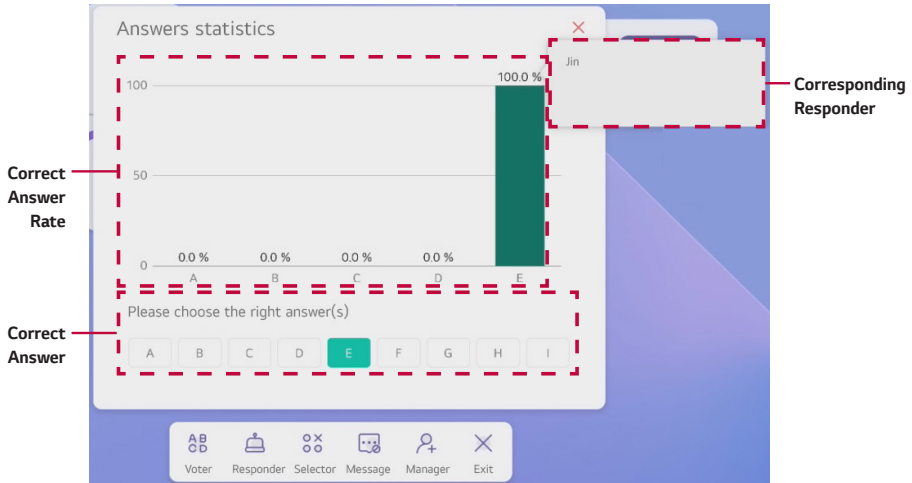 Answers statistics
Jin
Corresponding
Responder
100
100.0 %
Correct
Answer
Rate
50
0.0 % 0.0 % 0.0 % 0.0 %
0
A B C D E
Please choose the right answer(s)
Correct
Answer
A B C D E F G H I
Voter Responder Selector Message Manager Exit